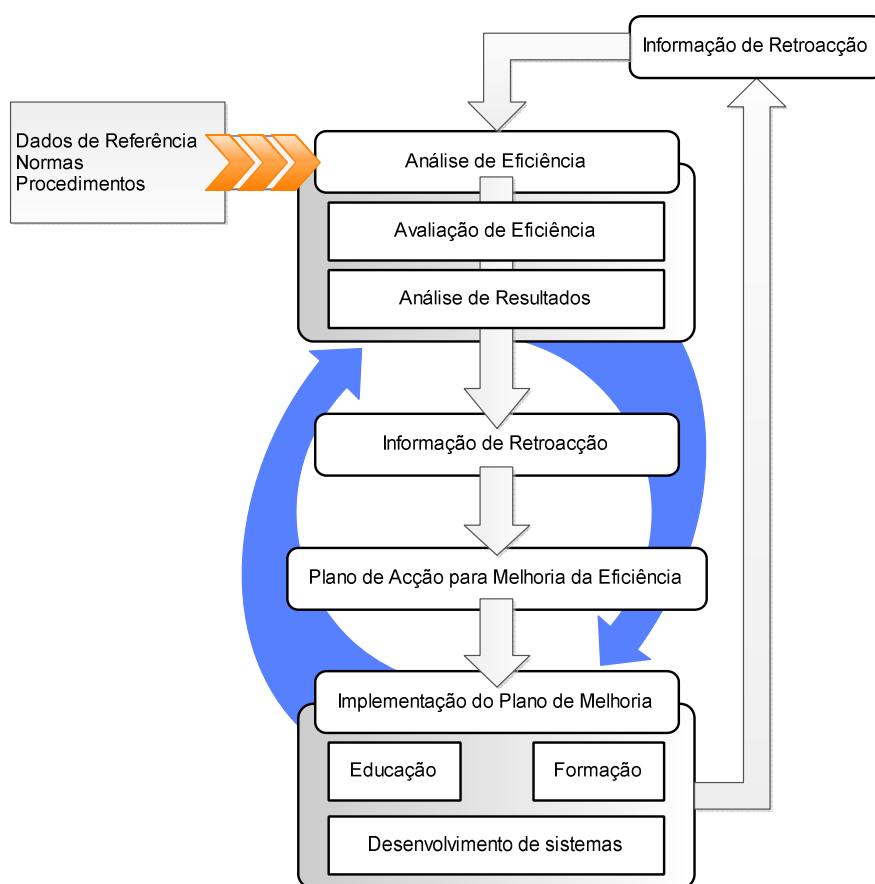 Informação de Retroacção
Dados de Referência
Normas
Procedimentos
Análise de Eficiência
Avaliação de Eficiência
Análise de Resultados
Informação de Retroacção
Plano de Acção para Melhoria da Eficiência
Implementação do Plano de Melhoria
Educação
Formação
Desenvolvimento de sistemas